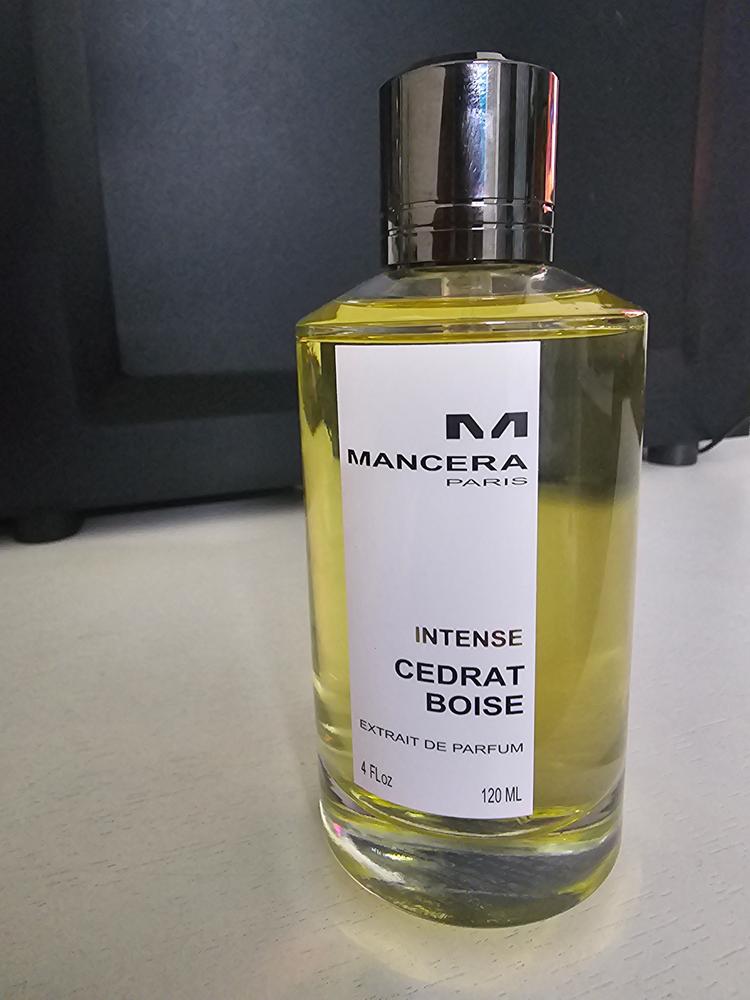 M
MANCERA
PARIS
INTENSE
CEDRAT
BOISE
EXTRAIT DE PARFUM
4 FLoz 120 ML